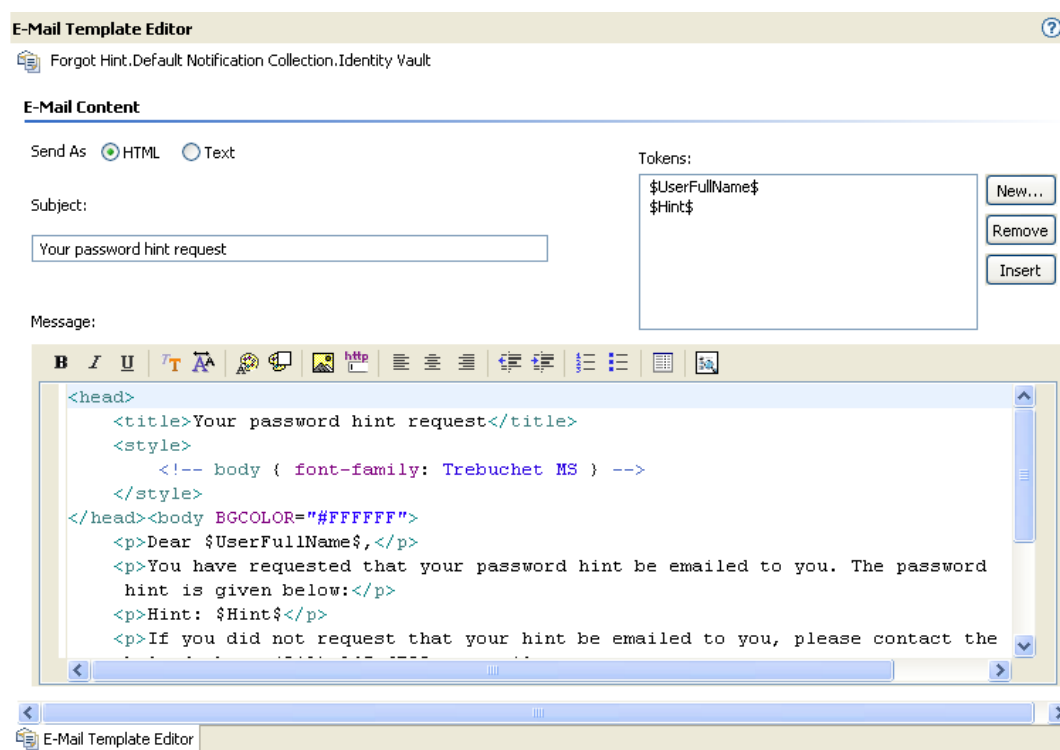 E-Mail Template Editor
Forgot Hint.Default Notification Collection.Identity Vault
E-Mail Content
Send As HTML Text
Tokens:
$UserFullName$
$Hint$
New...
Remove
Insert
Subject:
Your password hint request
Message:
B I U http
<head>
<title>Your password hint request</title>
<style>
<!-- body { font-family: Trebuchet MS } -->
</style>
</head><body BGCOLOR="#FFFFFF">
<p>Dear $UserFullName$,</p>
<p>You have requested that your password hint be emailed to you. The password
hint is given below:</p>
<p>Hint: $Hint$</p>
<p>If you did not request that your hint be emailed to you, please contact the
E-Mail Template Editor